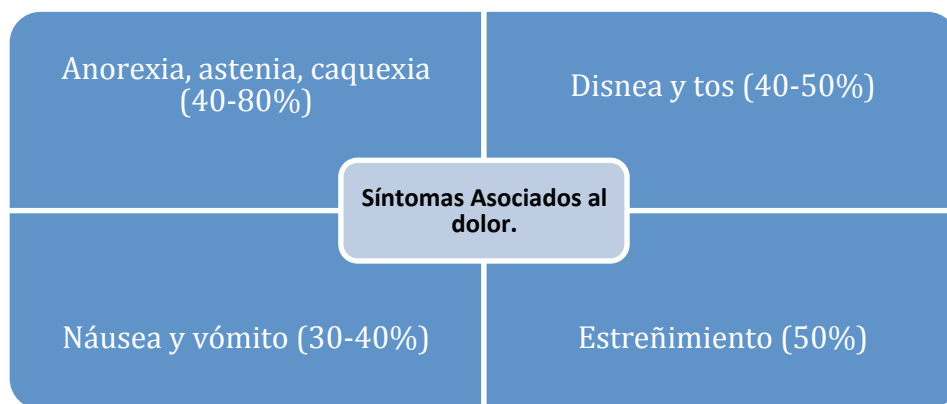 Anorexia, astenia, caquexia
(40-80%)
Disnea y tos (40-50%)
Síntomas Asociados al
dolor.
Náusea y vómito (30-40%)
Estreñimiento (50%)